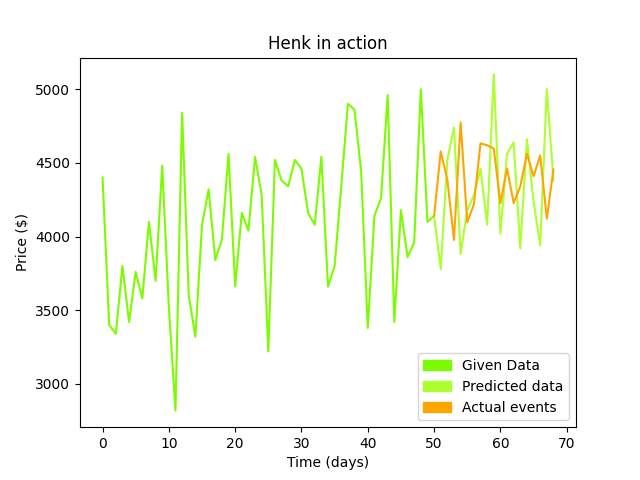 Henk in action
Price ($)
5000
4500
4000
3500
3000
0 10 20 30 40 50 60 70
Time (days)
Given Data
Predicted data
Actual events